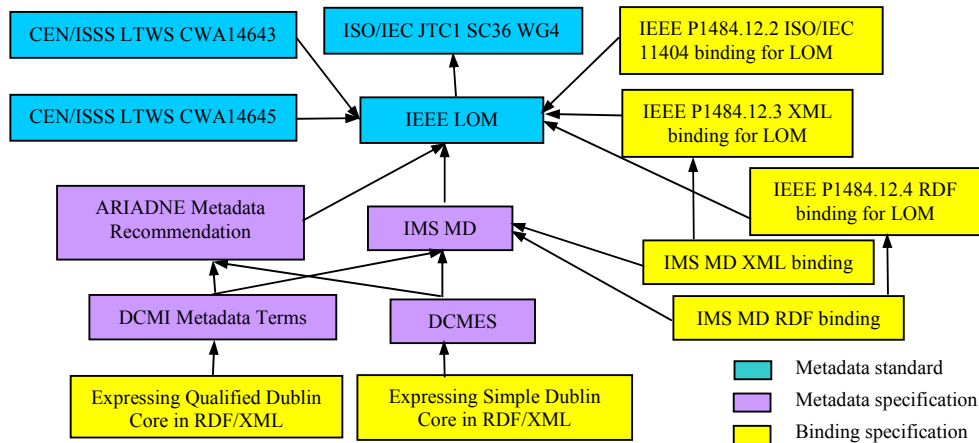 CEN/ISSS LTWS CWA14643
ISO/IEC JTC1 SC36 WG4
IEEE P1484.12.2 ISO/IEC
11404 binding for LOM
CEN/ISSS LTWS CWA14645
IEEE LOM
IEEE P1484.12.3 XML
binding for LOM
ARIADNE Metadata
Recommendation
IMS MD
IEEE P1484.12.4 RDF
binding for LOM
IMS MD XML binding
DCMI Metadata Terms
DCMES
IMS MD RDF binding
Expressing Qualified Dublin
Core in RDF/XML
Expressing Simple Dublin
Core in RDF/XML
Metadata standard
Metadata specification
Binding specification